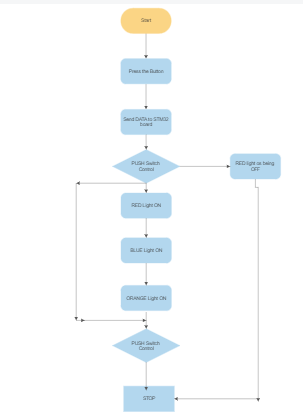 Start
Press the Button
Send DATA to STM32
board
PUSH Switch
Control
RED light os being
OFF
RED Light ON
BLUE Light ON
ORANGE Light ON
PUSH Switch
Control
STOP